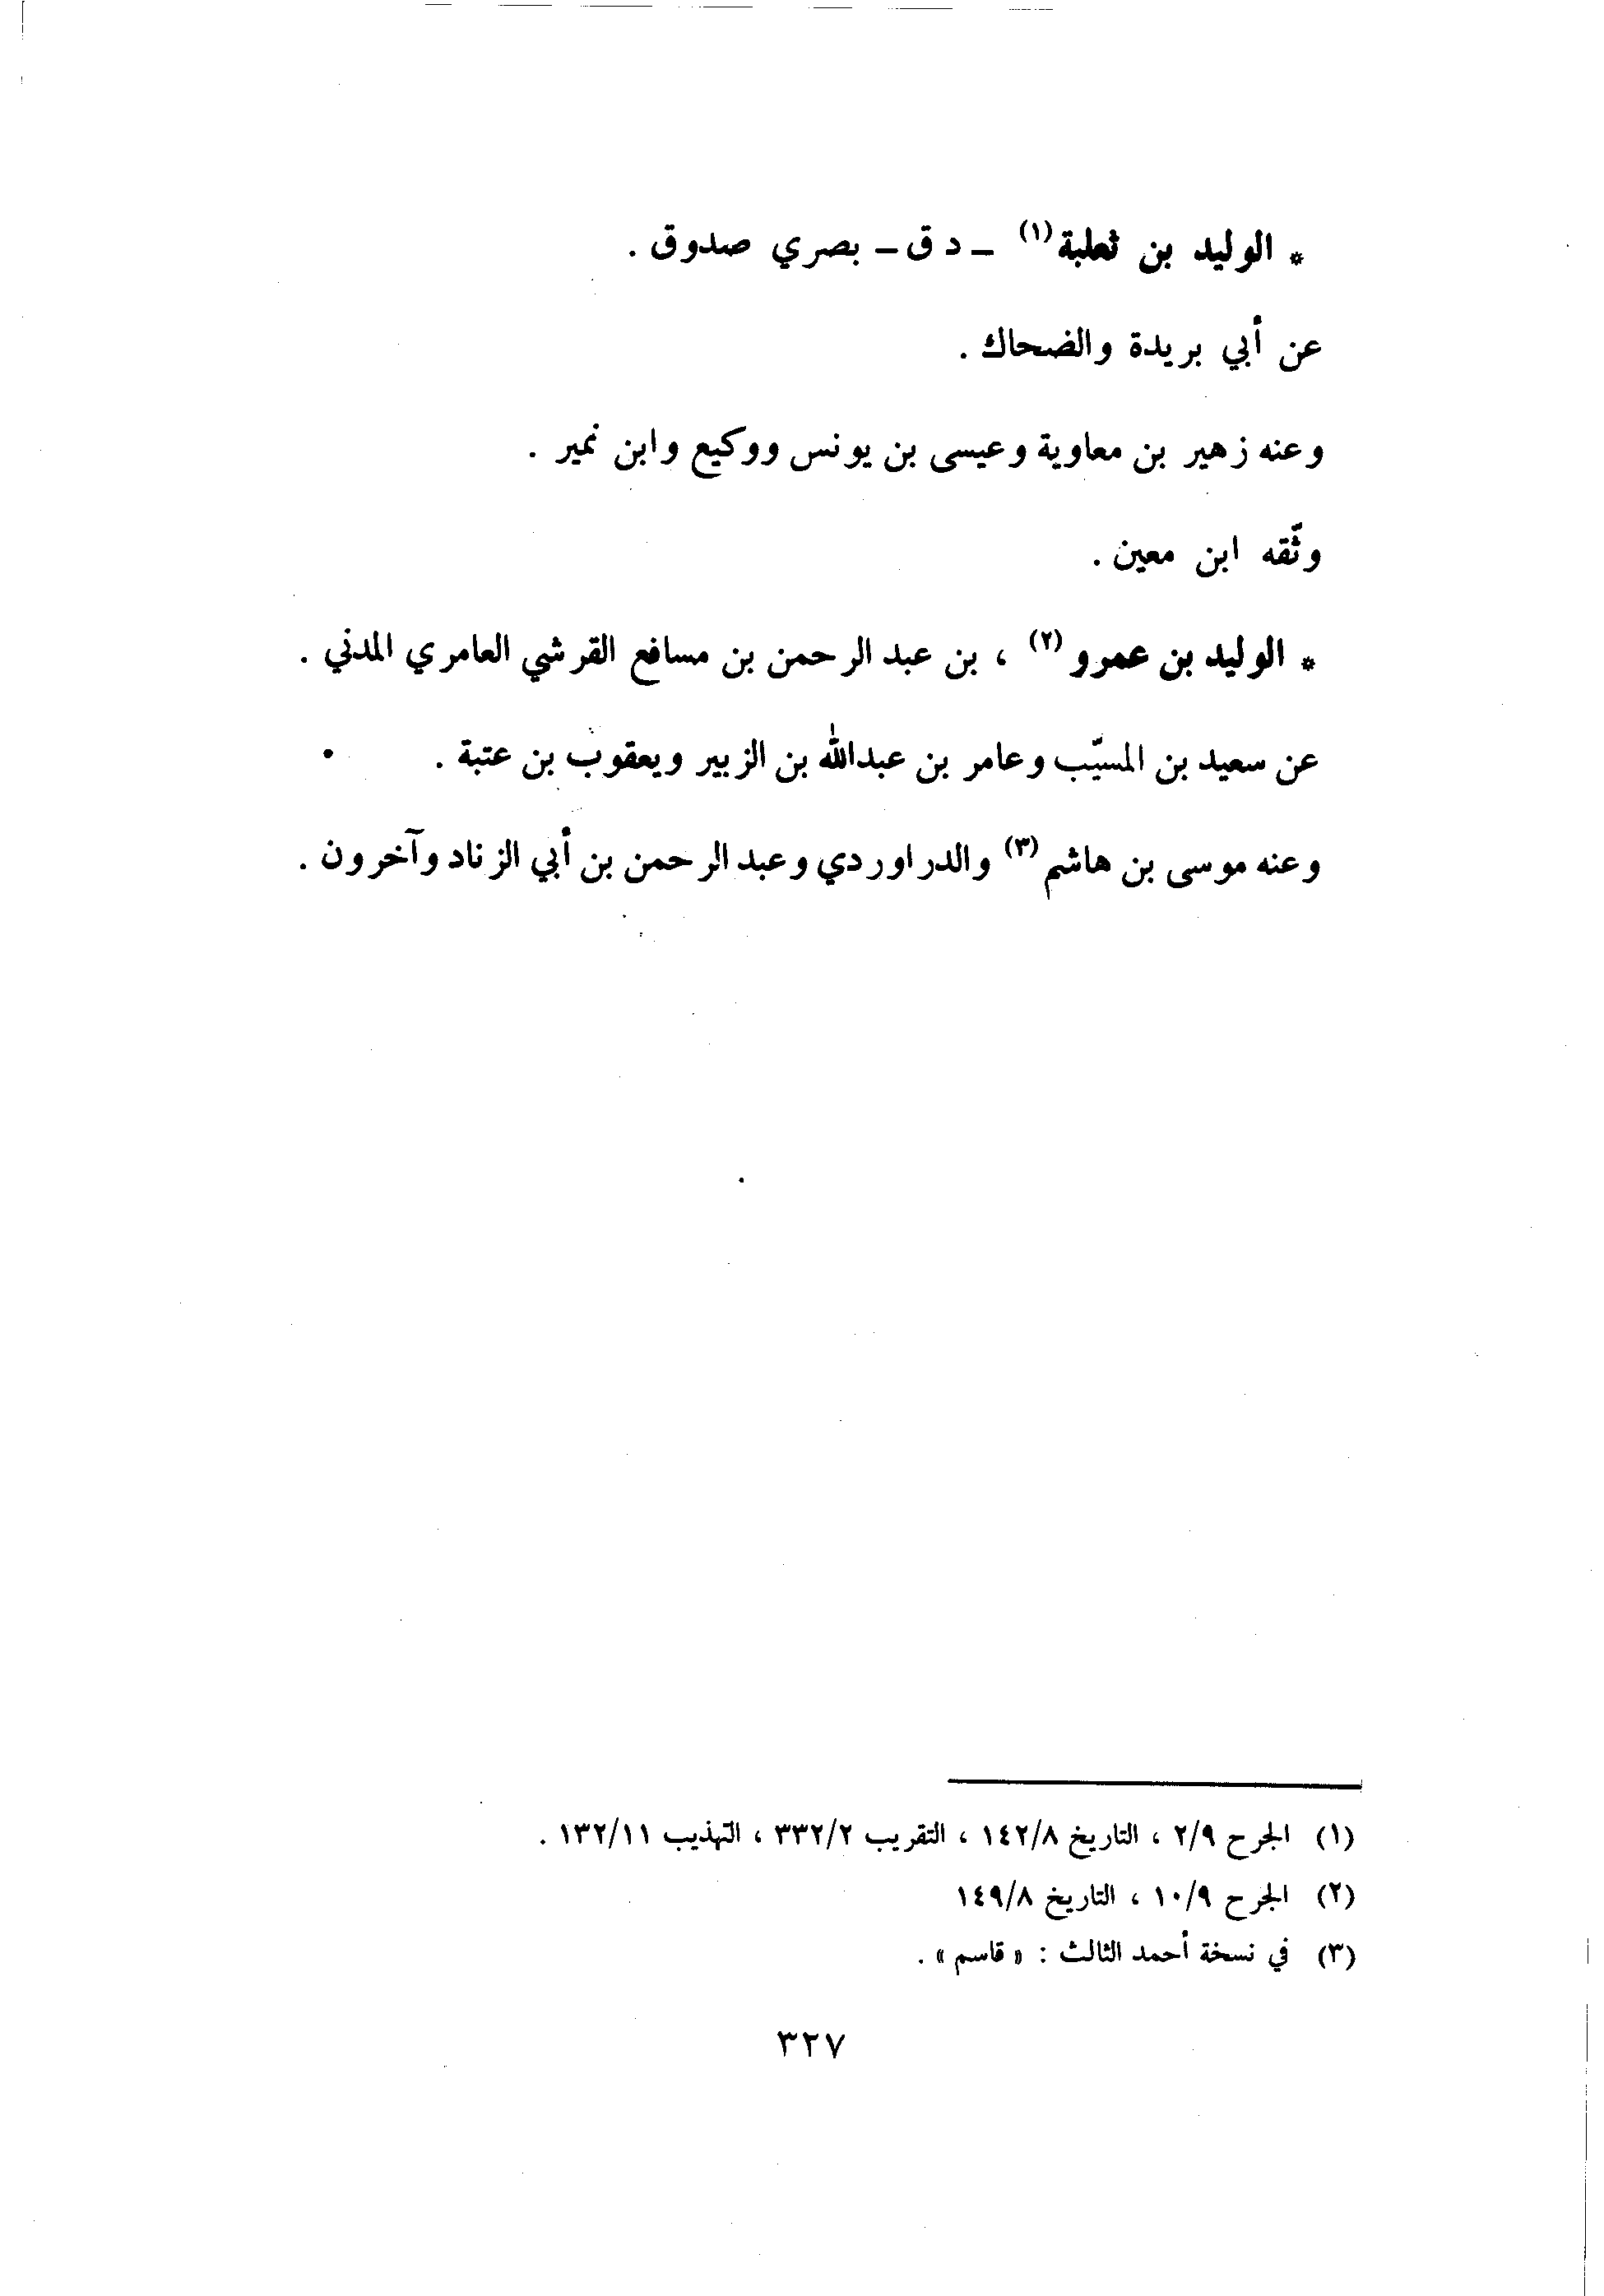 * الوليد بن ثعلبة (١) ــ د ق ــ بصري صدوق .
عن أبي بريدة والضحاك .
وعنه زهير بن معاوية وعيسى بن يونس ووكيع وابن نمير .
وثّقه ابن معين .
* الوليد بن عمرو (٢) ، بن عبد الرحمن بن مسافع القرشي العامري المدني .
عن سعيد بن المسيّب وعامر بن عبدالله بن الزبير ويعقوب بن عتبة .
وعنه موسى بن هاشم (٣) والدراوردي وعبد الرحمن بن أبي الزناد وآخرون .
(١) الجرح ٢/٩ ، التاريخ ١٤٢/٨ ، التقريب ٣٣٢/٢ ، التهذيب ١٣٢/١١ .
(٢) الجرح ١٠/٩ ، التاريخ ١٤٩/٨
(٣) في نسخة أحمد الثالث : « قاسم » .
٣٢٧